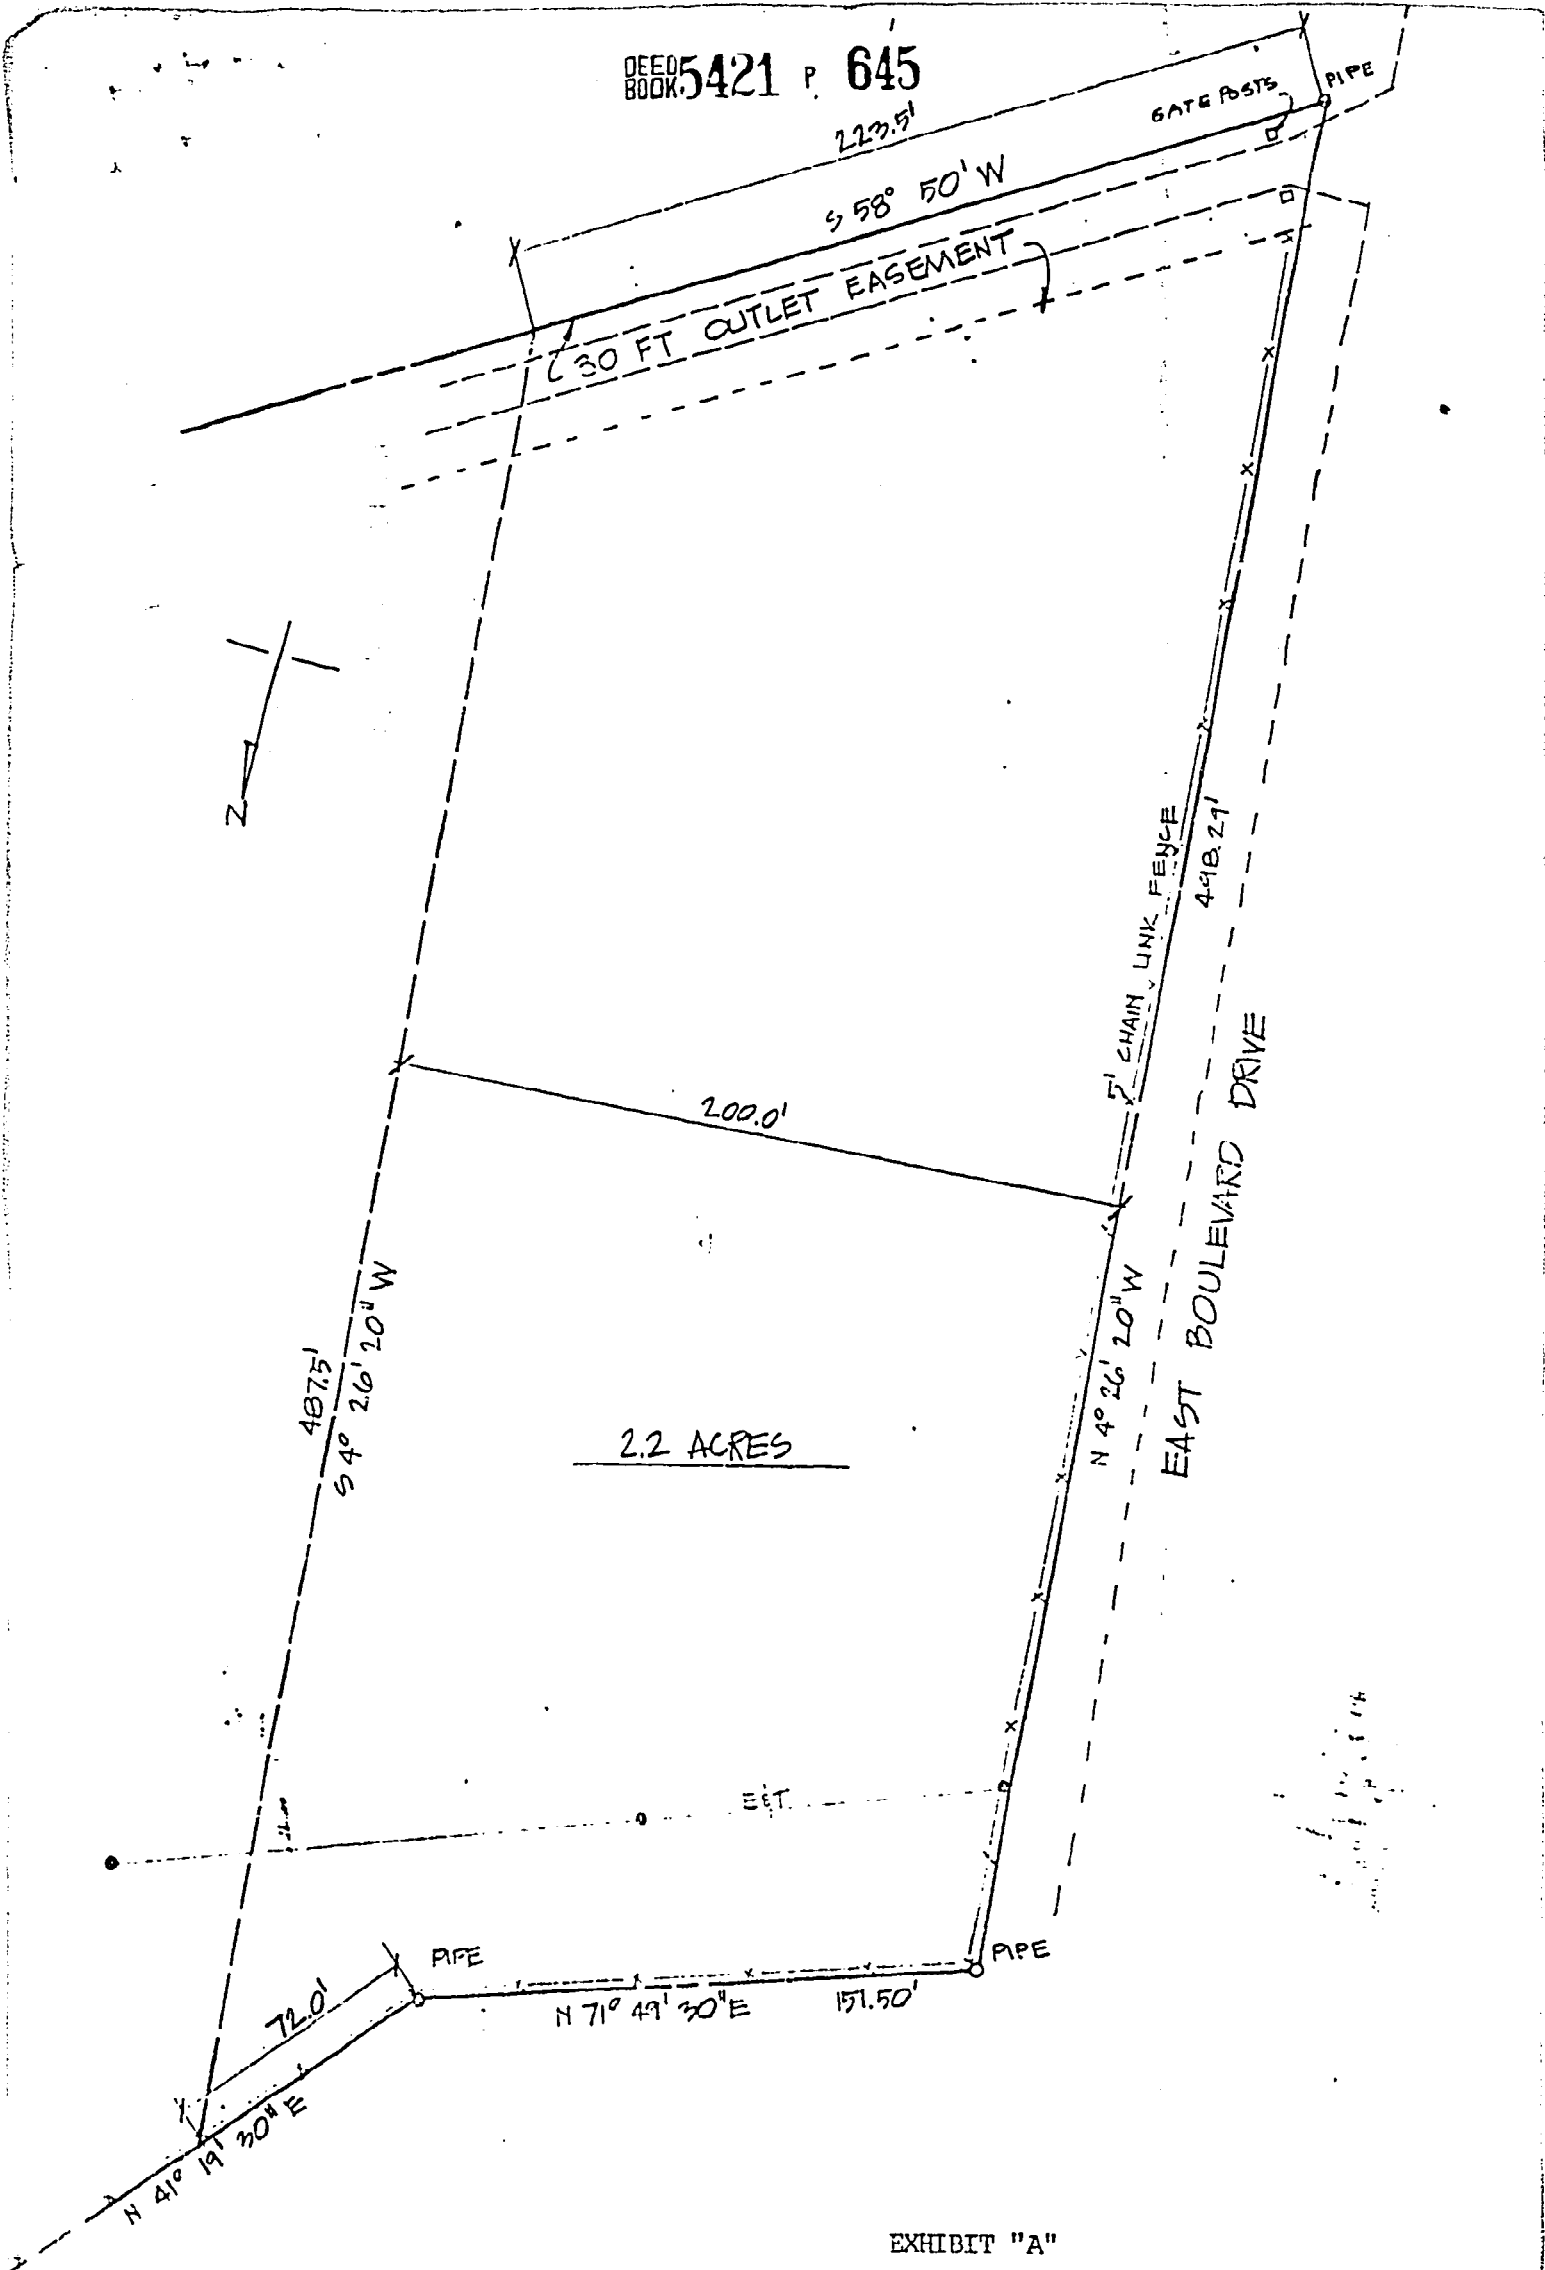 DEED BOOK 5421 P. 645
223.5'
GATE POSTS
PIPE
S 58° 50' W
30 FT OUTLET EASEMENT
N
5' CHAIN LINK FENCE
498.29'
200.0'
EAST BOULEVARD DRIVE
N 4° 26' 20" W
487.5'
S 4° 26' 20" W
2.2 ACRES
E&T
PIPE
PIPE
72.0'
N 71° 49' 30" E
151.50'
N 41° 19' 30" E
EXHIBIT "A"